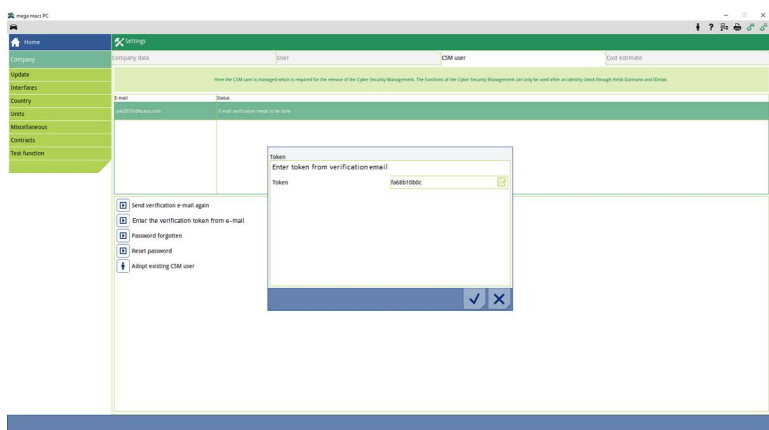 mega macs PC
Home
Settings
Company
Company data
User
CSM user
Cost estimate
Update
Here the CSM user is managed which is required for the release of the Cyber Security Management. The functions of the Cyber Security Management can only be used after an identity check through Hella Gutmann and IDnow.
Interfaces
Country
E-mail
Status
Units
E-mail verification needs to be done
Miscellaneous
Contracts
Test function
Token
Enter token from verification email
Token
fa68b10b0c
Send verification e-mail again
Enter the verification token from e-mail
Password forgotten
Reset password
Adopt existing CSM user